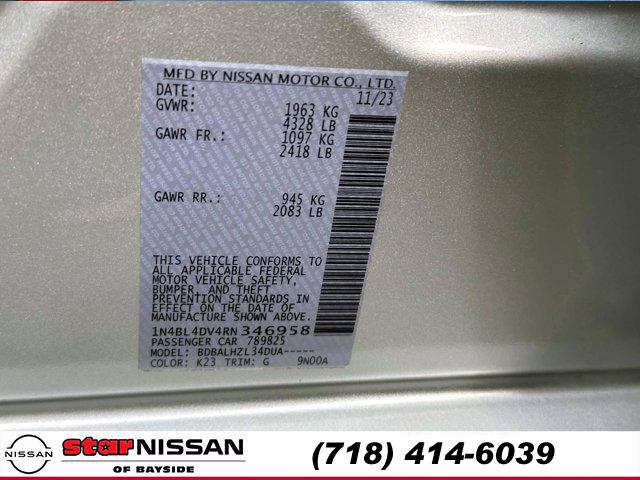 MFD BY NISSAN MOTOR CO., LTD.
DATE: 11/23
GVWR: 1963 KG
4328 LB
GAWR FR.: 1097 KG
2418 LB
GAWR RR.: 945 KG
2083 LB
THIS VEHICLE CONFORMS TO
ALL APPLICABLE FEDERAL
MOTOR VEHICLE SAFETY,
BUMPER, AND THEFT
PREVENTION STANDARDS IN
EFFECT ON THE DATE OF
MANUFACTURE SHOWN ABOVE.
1N4BL4DV4RN346958
PASSENGER CAR 789825
MODEL: BDBALHZL34DUA-----
COLOR: K23 TRIM: G 9N00A
NISSAN
starNISSAN
OF BAYSIDE
(718) 414-6039